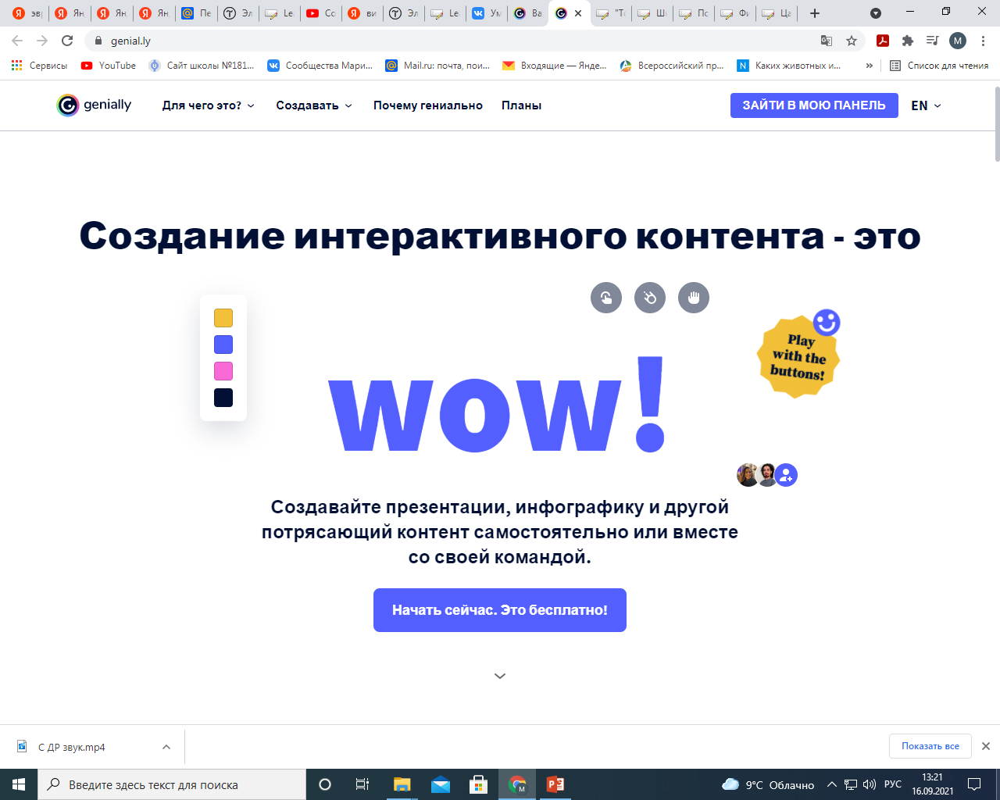 эв
Ян
Ян
Ян
Пе
Эл
Le
Со
ви
Эл
Le
Ум
Ва
"То
Ш
По
Фи
Ца
genial.ly
М
Сервисы
YouTube
Сайт школы №181...
Сообщества Мари...
Mail.ru: почта, пои...
Входящие — Янде...
Всероссийский пр...
Каких животных и...
»
Список для чтения
genially
Для чего это?
Создавать
Почему гениально
Планы
ЗАЙТИ В МОЮ ПАНЕЛЬ
EN
Создание интерактивного контента - это
Play
with the
buttons!
wow!
Создавайте презентации, инфографику и другой
потрясающий контент самостоятельно или вместе
со своей командой.
Начать сейчас. Это бесплатно!
С ДР звук.mp4
Показать все
Введите здесь текст для поиска
9°C Облачно
РУС
13:21
16.09.2021